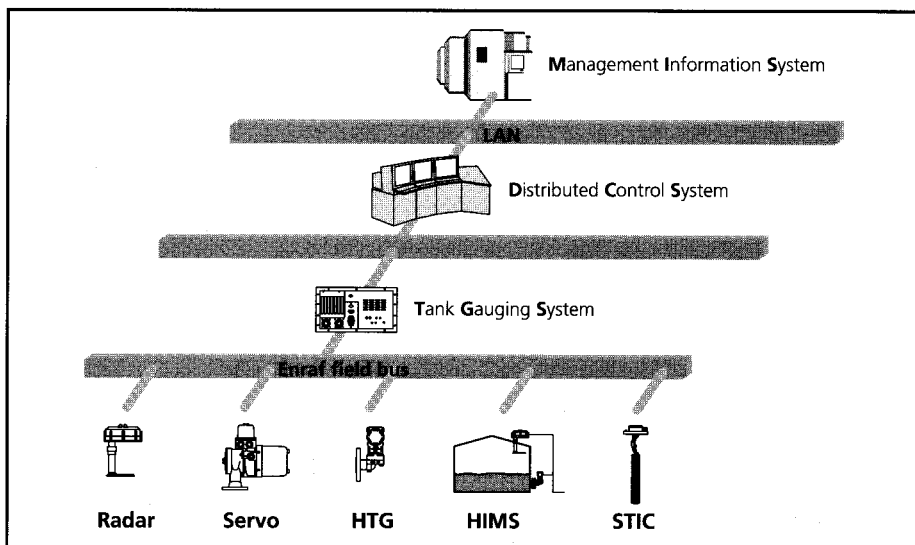 Management Information System
LAN
Distributed Control System
Tank Gauging System
Enraf field bus
Radar Servo HTG HIMS STIC